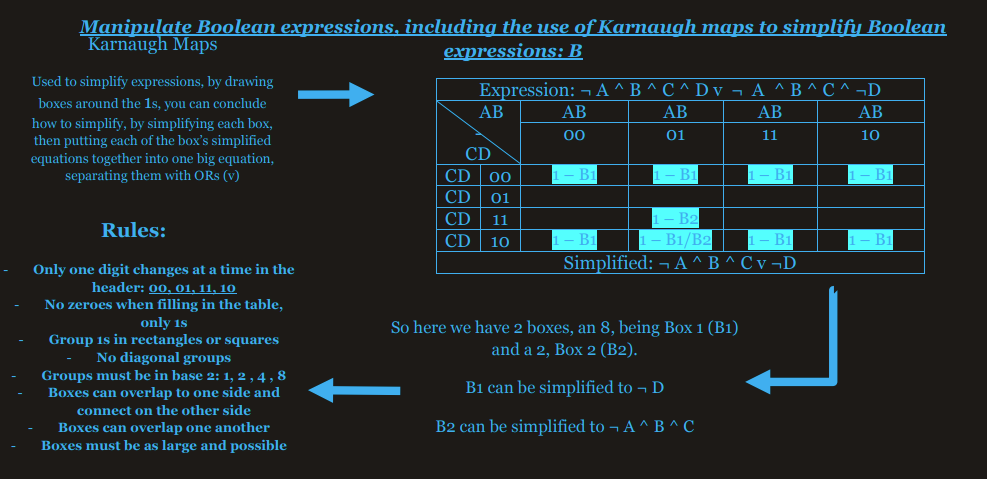 Manipulate Boolean expressions, including the use of Karnaugh maps to simplify Boolean
expressions: B
Karnaugh Maps
Used to simplify expressions, by drawing
boxes around the 1s, you can conclude
how to simplify, by simplifying each box,
then putting each of the box's simplified
equations together into one big equation,
separating them with ORs (v)
Rules:
- Only one digit changes at a time in the
header: 00, 01, 11, 10
- No zeroes when filling in the table,
only 1s
- Group 1s in rectangles or squares
- No diagonal groups
- Groups must be in base 2: 1, 2 , 4 , 8
- Boxes can overlap to one side and
connect on the other side
- Boxes can overlap one another
- Boxes must be as large and possible
Expression: ¬ A ^ B ^ C ^ D v ¬ A ^ B ^ C ^ ¬D
AB AB AB AB AB
- 00 01 11 10
CD
CD 00 1 – B1 1 – B1 1 – B1 1 – B1
CD 01
CD 11 1 – B2
CD 10 1 – B1 1 – B1/B2 1 – B1 1 – B1
Simplified: ¬ A ^ B ^ C v ¬D
So here we have 2 boxes, an 8, being Box 1 (B1)
and a 2, Box 2 (B2).
B1 can be simplified to ¬ D
B2 can be simplified to ¬ A ^ B ^ C